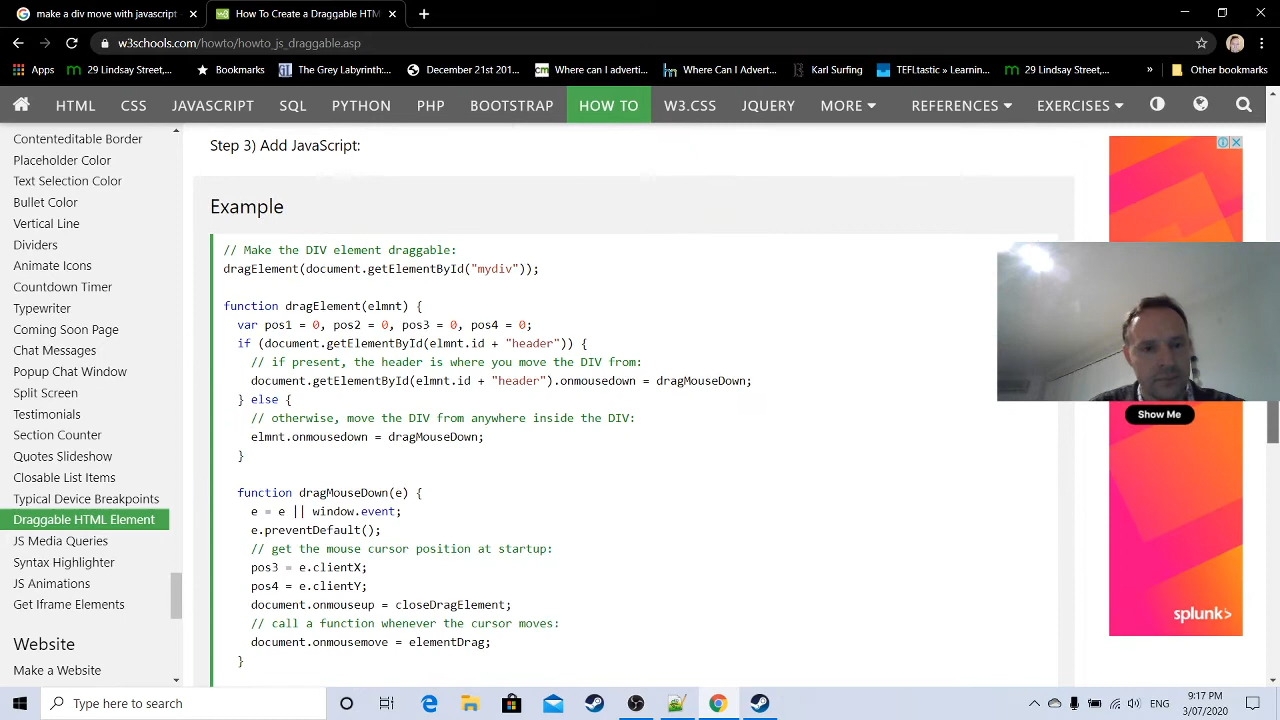 make a div move with javascript
How To Create a Draggable HTM
w3schools.com/howto/howto_js_draggable.asp
Apps
29 Lindsay Street,...
Bookmarks
The Grey Labyrinth:...
December 21st 201...
Where can I adverti...
Where Can I Advert...
Karl Surfing
TEFLtastic » Learnin...
29 Lindsay Street,...
»
Other bookmarks
HTML
CSS
JAVASCRIPT
SQL
PYTHON
PHP
BOOTSTRAP
HOW TO
W3.CSS
JQUERY
MORE
REFERENCES
EXERCISES
Contenteditable Border
Placeholder Color
Text Selection Color
Bullet Color
Vertical Line
Dividers
Animate Icons
Countdown Timer
Typewriter
Coming Soon Page
Chat Messages
Popup Chat Window
Split Screen
Testimonials
Section Counter
Quotes Slideshow
Closable List Items
Typical Device Breakpoints
Draggable HTML Element
JS Media Queries
Syntax Highlighter
JS Animations
Get Iframe Elements
Website
Make a Website
Step 3) Add JavaScript:
Example
// Make the DIV element draggable:
dragElement(document.getElementById("mydiv"));
function dragElement(elmnt) {
var pos1 = 0, pos2 = 0, pos3 = 0, pos4 = 0;
if (document.getElementById(elmnt.id + "header")) {
// if present, the header is where you move the DIV from:
document.getElementById(elmnt.id + "header").onmousedown = dragMouseDown;
} else {
// otherwise, move the DIV from anywhere inside the DIV:
elmnt.onmousedown = dragMouseDown;
}
function dragMouseDown(e) {
e = e || window.event;
e.preventDefault();
// get the mouse cursor position at startup:
pos3 = e.clientX;
pos4 = e.clientY;
document.onmouseup = closeDragElement;
// call a function whenever the cursor moves:
document.onmousemove = elementDrag;
}
Show Me
splunk>
Type here to search
ENG
9:17 PM
3/07/2020